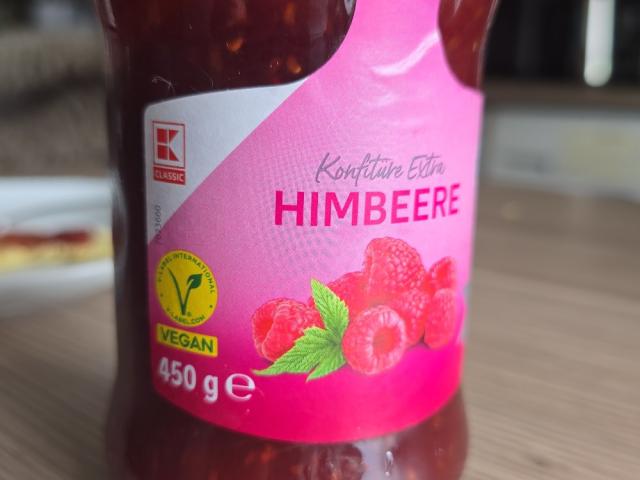 K
CLASSIC
Konfitüre Extra
HIMBEERE
V-LABEL INTERNATIONAL
V-LABEL.COM
VEGAN
450 g e